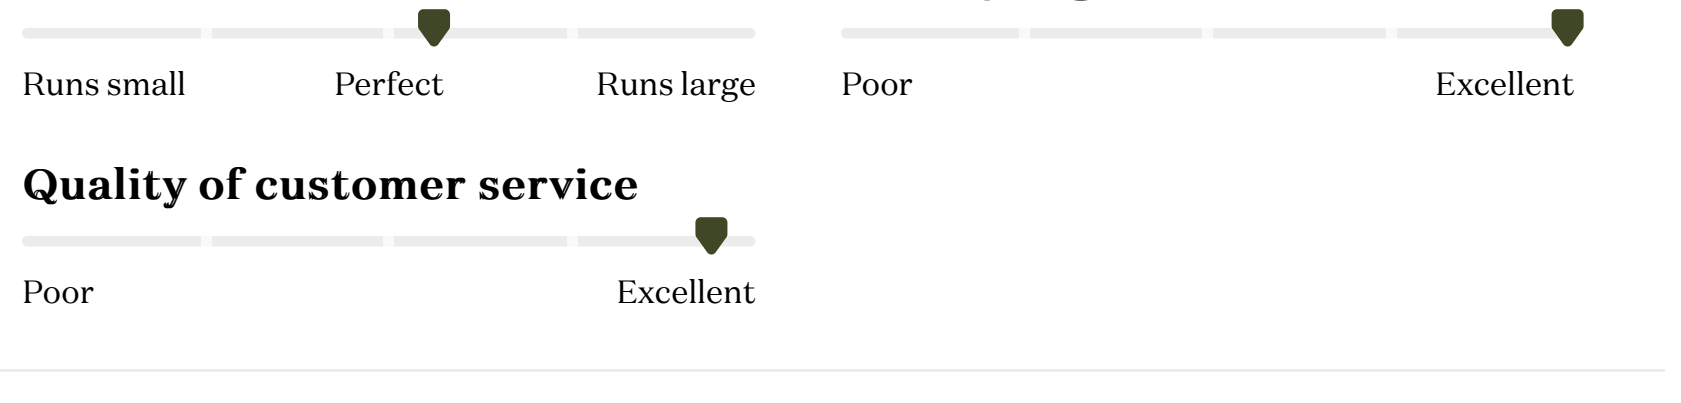 Runs small Perfect Runs large
Poor Excellent
Quality of customer service
Poor Excellent